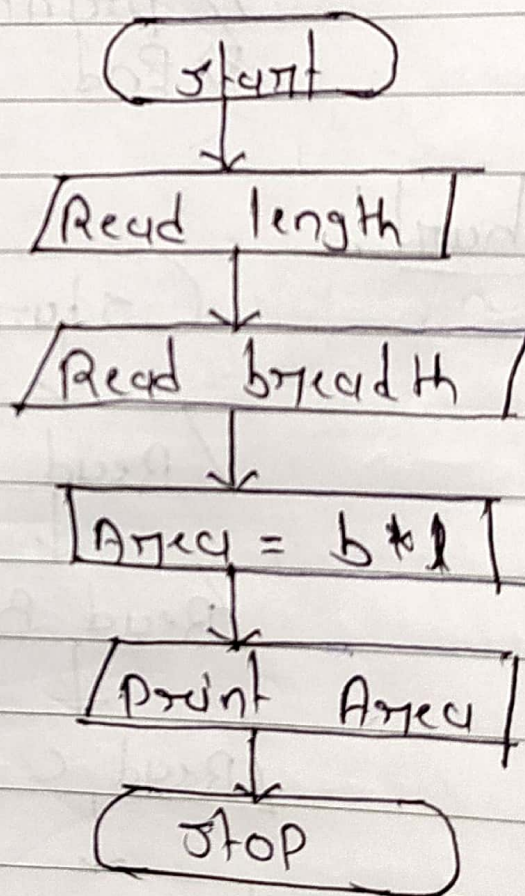 start
Read length
Read breadth
Area = b * l
print Area
stop